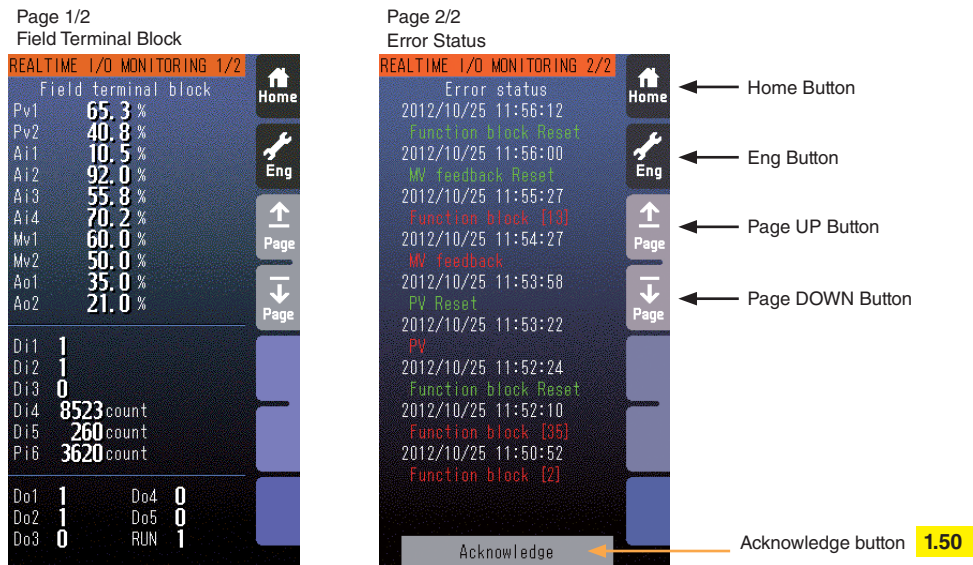 Page 1/2
Field Terminal Block
REALTIME I/O MONITORING 1/2
Field terminal block
Pv1 65.3 %
Pv2 40.8 %
Ai1 10.5 %
Ai2 92.0 %
Ai3 55.8 %
Ai4 70.2 %
Mv1 60.0 %
Mv2 50.0 %
Ao1 35.0 %
Ao2 21.0 %
Di1 1
Di2 1
Di3 0
Di4 8523 count
Di5 260 count
Pi6 3620 count
Do1 1 Do4 0
Do2 1 Do5 0
Do3 0 RUN 1
Home
Eng
Page
Page
Page 2/2
Error Status
REALTIME I/O MONITORING 2/2
Error status
2012/10/25 11:56:12
Function block Reset
2012/10/25 11:56:00
MV feedback Reset
2012/10/25 11:55:27
Function block [13]
2012/10/25 11:54:27
MV feedback
2012/10/25 11:53:58
PV Reset
2012/10/25 11:53:22
PV
2012/10/25 11:52:24
Function block Reset
2012/10/25 11:52:10
Function block [35]
2012/10/25 11:50:52
Function block [2]
Acknowledge
Home
Eng
Page
Page
Home Button
Eng Button
Page UP Button
Page DOWN Button
Acknowledge button 1.50